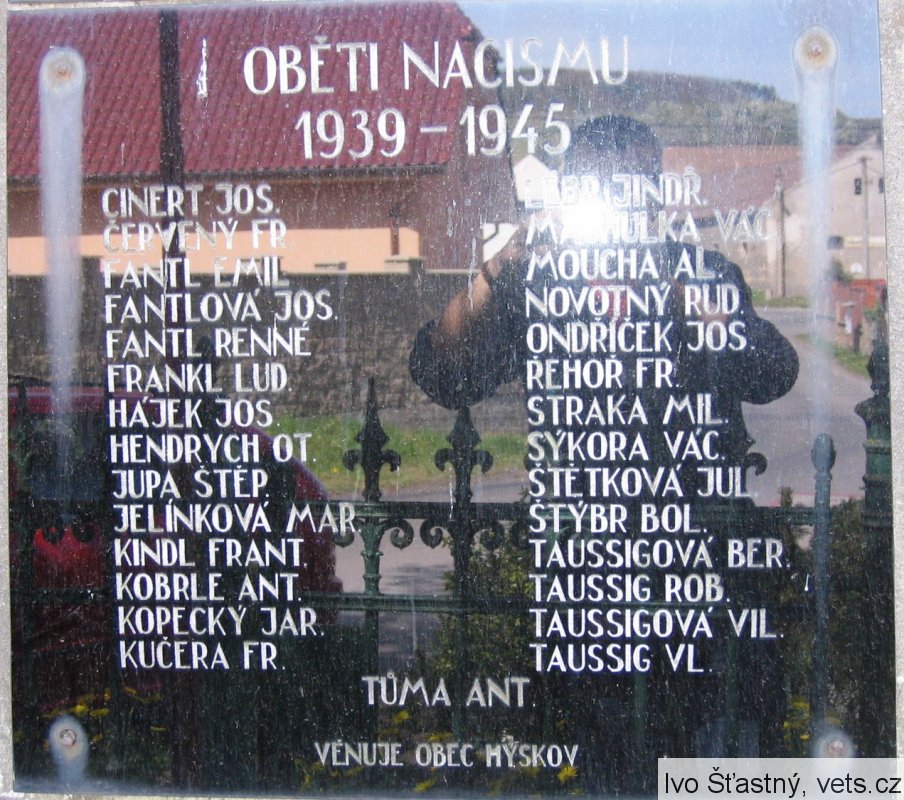 OBĚTI NACISMU
1939 – 1945
CINERT JOS.
ČERVENÝ FR.
FANTL EMIL
FANTLOVÁ JOS.
FANTL RENNÉ
FRANKL LUD.
HÁJEK JOS.
HENDRYCH OT.
JUPA ŠTĚP.
JELÍNKOVÁ MAR.
KINDL FRANT.
KOBRLE ANT.
KOPECKÝ JAR.
KUČERA FR.
JINDŘ.
MACHULKA VÁC.
MOUCHA AL.
NOVOTNÝ RUD.
ONDŘÍČEK JOS.
ŘEHOŘ FR.
STRAKA MIL.
SÝKORA VÁC.
ŠTĚTKOVÁ JUL.
ŠTÝBR BOL.
TAUSSIGOVÁ BER.
TAUSSIG ROB.
TAUSSIGOVÁ VIL.
TAUSSIG VL.
TŮMA ANT.
VĚNUJE OBEC HÝSKOV
Ivo Šťastný, vets.cz